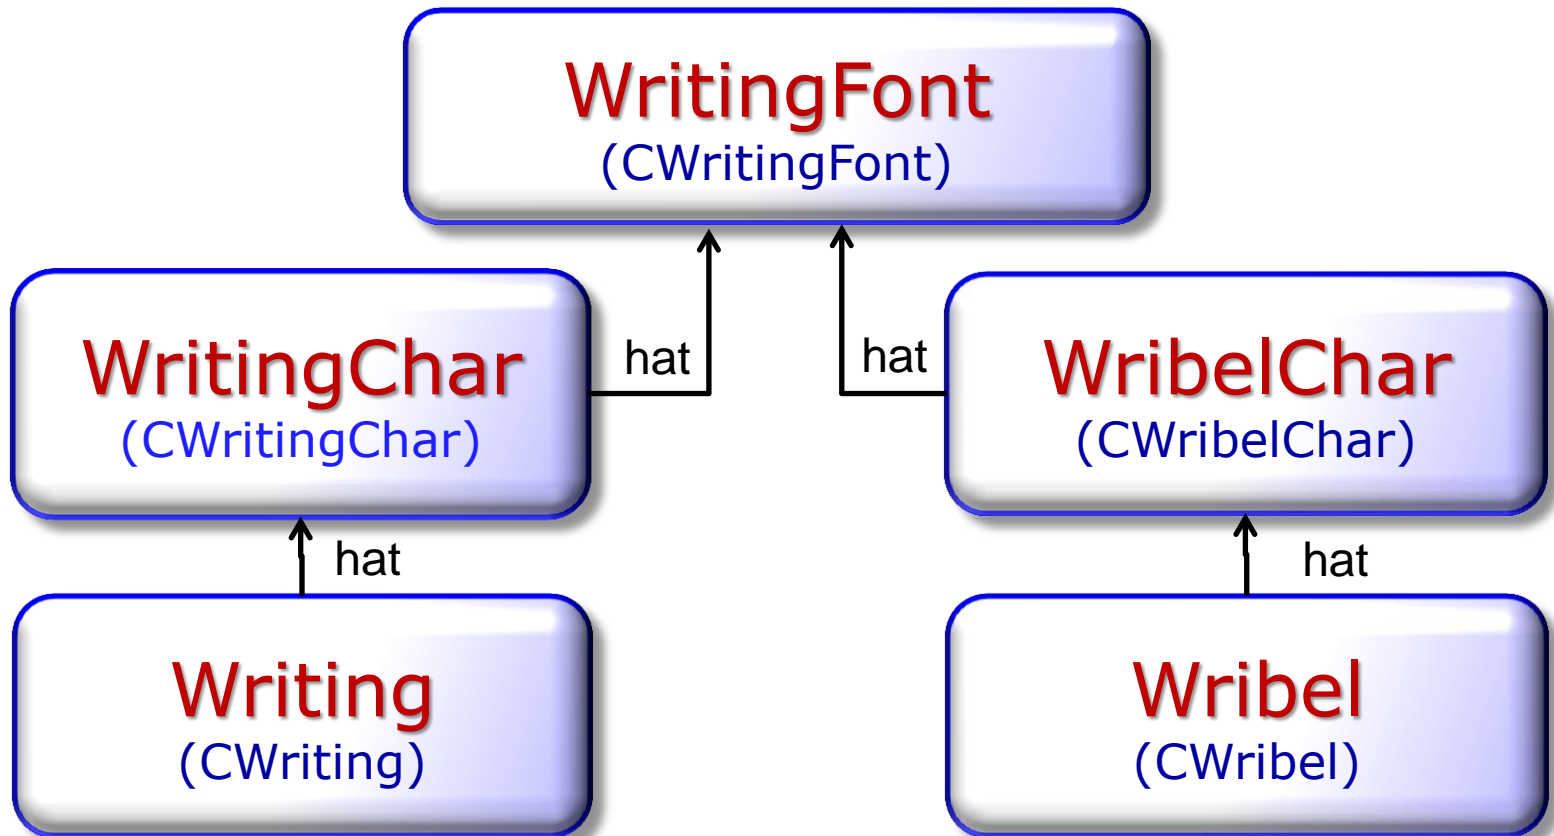 WritingFont
(CWritingFont)
hat
hat
WritingChar
(CWritingChar)
WribelChar
(CWribelChar)
hat
hat
Writing
(CWriting)
Wribel
(CWribel)